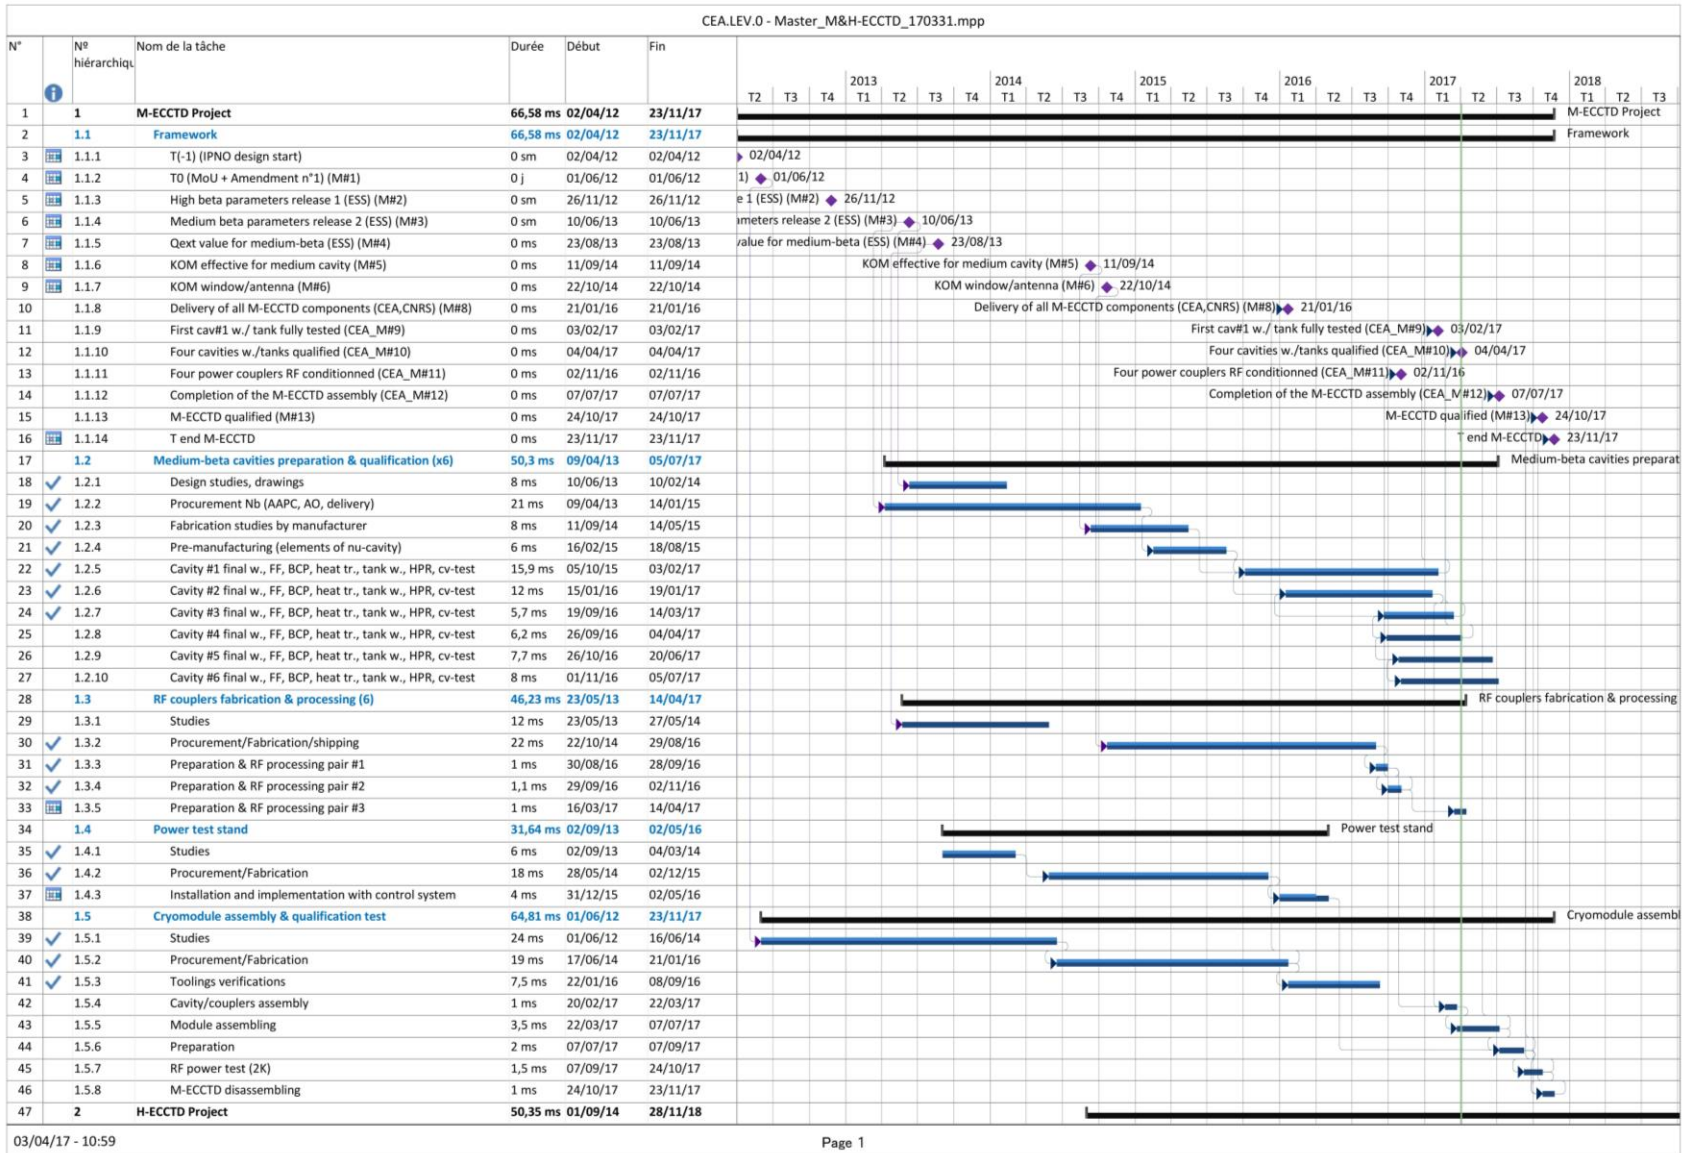 CEA.LEV.0 - Master_M&H-ECCTD_170331.mpp
N° Nº hiérarchiqu Nom de la tâche Durée Début Fin
2013 2014 2015 2016 2017 2018
T2 T3 T4 T1 T2 T3 T4 T1 T2 T3 T4 T1 T2 T3 T4 T1 T2 T3 T4 T1 T2 T3 T4 T1 T2 T3
1 1 M-ECCTD Project 66,58 ms 02/04/12 23/11/17 M-ECCTD Project
2 1.1 Framework 66,58 ms 02/04/12 23/11/17 Framework
3 1.1.1 T(-1) (IPNO design start) 0 sm 02/04/12 02/04/12 02/04/12
4 1.1.2 T0 (MoU + Amendment n°1) (M#1) 0 j 01/06/12 01/06/12 1) 01/06/12
5 1.1.3 High beta parameters release 1 (ESS) (M#2) 0 sm 26/11/12 26/11/12 e 1 (ESS) (M#2) 26/11/12
6 1.1.4 Medium beta parameters release 2 (ESS) (M#3) 0 sm 10/06/13 10/06/13 ameters release 2 (ESS) (M#3) 10/06/13
7 1.1.5 Qext value for medium-beta (ESS) (M#4) 0 ms 23/08/13 23/08/13 value for medium-beta (ESS) (M#4) 23/08/13
8 1.1.6 KOM effective for medium cavity (M#5) 0 ms 11/09/14 11/09/14 KOM effective for medium cavity (M#5) 11/09/14
9 1.1.7 KOM window/antenna (M#6) 0 ms 22/10/14 22/10/14 KOM window/antenna (M#6) 22/10/14
10 1.1.8 Delivery of all M-ECCTD components (CEA,CNRS) (M#8) 0 ms 21/01/16 21/01/16 Delivery of all M-ECCTD components (CEA,CNRS) (M#8) 21/01/16
11 1.1.9 First cav#1 w./ tank fully tested (CEA_M#9) 0 ms 03/02/17 03/02/17 First cav#1 w./ tank fully tested (CEA_M#9) 03/02/17
12 1.1.10 Four cavities w./tanks qualified (CEA_M#10) 0 ms 04/04/17 04/04/17 Four cavities w./tanks qualified (CEA_M#10) 04/04/17
13 1.1.11 Four power couplers RF conditionned (CEA_M#11) 0 ms 02/11/16 02/11/16 Four power couplers RF conditionned (CEA_M#11) 02/11/16
14 1.1.12 Completion of the M-ECCTD assembly (CEA_M#12) 0 ms 07/07/17 07/07/17 Completion of the M-ECCTD assembly (CEA_M#12) 07/07/17
15 1.1.13 M-ECCTD qualified (M#13) 0 ms 24/10/17 24/10/17 M-ECCTD qualified (M#13) 24/10/17
16 1.1.14 T end M-ECCTD 0 ms 23/11/17 23/11/17 T end M-ECCTD 23/11/17
17 1.2 Medium-beta cavities preparation & qualification (x6) 50,3 ms 09/04/13 05/07/17 Medium-beta cavities preparat
18 1.2.1 Design studies, drawings 8 ms 10/06/13 10/02/14
19 1.2.2 Procurement Nb (AAPC, AO, delivery) 21 ms 09/04/13 14/01/15
20 1.2.3 Fabrication studies by manufacturer 8 ms 11/09/14 14/05/15
21 1.2.4 Pre-manufacturing (elements of nu-cavity) 6 ms 16/02/15 18/08/15
22 1.2.5 Cavity #1 final w., FF, BCP, heat tr., tank w., HPR, cv-test 15,9 ms 05/10/15 03/02/17
23 1.2.6 Cavity #2 final w., FF, BCP, heat tr., tank w., HPR, cv-test 12 ms 15/01/16 19/01/17
24 1.2.7 Cavity #3 final w., FF, BCP, heat tr., tank w., HPR, cv-test 5,7 ms 19/09/16 14/03/17
25 1.2.8 Cavity #4 final w., FF, BCP, heat tr., tank w., HPR, cv-test 6,2 ms 26/09/16 04/04/17
26 1.2.9 Cavity #5 final w., FF, BCP, heat tr., tank w., HPR, cv-test 7,7 ms 26/10/16 20/06/17
27 1.2.10 Cavity #6 final w., FF, BCP, heat tr., tank w., HPR, cv-test 8 ms 01/11/16 05/07/17
28 1.3 RF couplers fabrication & processing (6) 46,23 ms 23/05/13 14/04/17 RF couplers fabrication & processing
29 1.3.1 Studies 12 ms 23/05/13 27/05/14
30 1.3.2 Procurement/Fabrication/shipping 22 ms 22/10/14 29/08/16
31 1.3.3 Preparation & RF processing pair #1 1 ms 30/08/16 28/09/16
32 1.3.4 Preparation & RF processing pair #2 1,1 ms 29/09/16 02/11/16
33 1.3.5 Preparation & RF processing pair #3 1 ms 16/03/17 14/04/17
34 1.4 Power test stand 31,64 ms 02/09/13 02/05/16 Power test stand
35 1.4.1 Studies 6 ms 02/09/13 04/03/14
36 1.4.2 Procurement/Fabrication 18 ms 28/05/14 02/12/15
37 1.4.3 Installation and implementation with control system 4 ms 31/12/15 02/05/16
38 1.5 Cryomodule assembly & qualification test 64,81 ms 01/06/12 23/11/17 Cryomodule assembl
39 1.5.1 Studies 24 ms 01/06/12 16/06/14
40 1.5.2 Procurement/Fabrication 19 ms 17/06/14 21/01/16
41 1.5.3 Toolings verifications 7,5 ms 22/01/16 08/09/16
42 1.5.4 Cavity/couplers assembly 1 ms 20/02/17 22/03/17
43 1.5.5 Module assembling 3,5 ms 22/03/17 07/07/17
44 1.5.6 Preparation 2 ms 07/07/17 07/09/17
45 1.5.7 RF power test (2K) 1,5 ms 07/09/17 24/10/17
46 1.5.8 M-ECCTD disassembling 1 ms 24/10/17 23/11/17
47 2 H-ECCTD Project 50,35 ms 01/09/14 28/11/18
03/04/17 - 10:59 Page 1